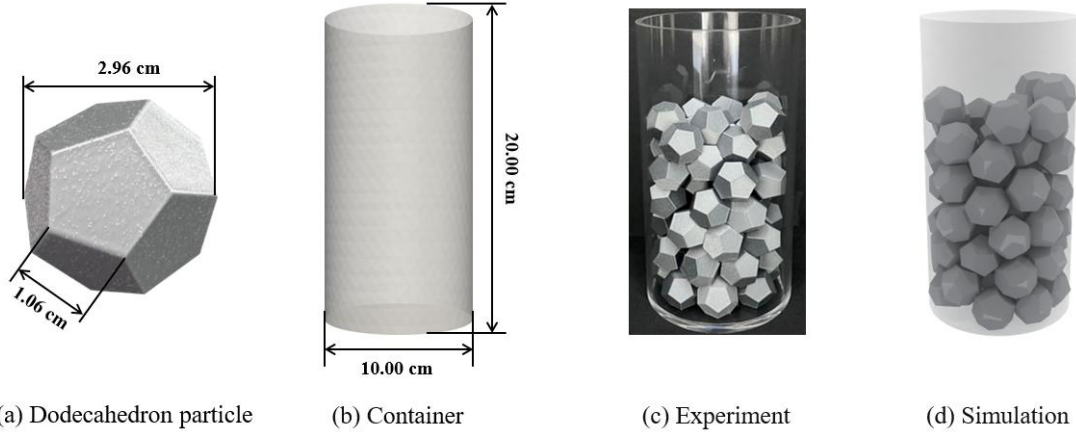 2.96 cm
1.06 cm
20.00 cm
10.00 cm
(a) Dodecahedron particle
(b) Container
(c) Experiment
(d) Simulation